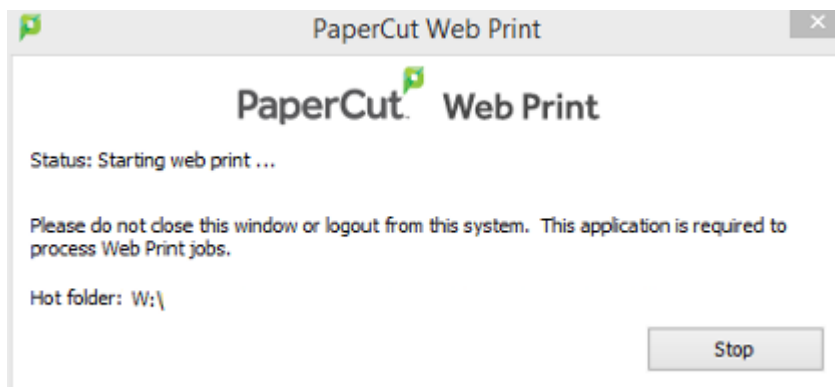 PaperCut Web Print
PaperCut™ Web Print
Status: Starting web print ...
Please do not close this window or logout from this system. This application is required to
process Web Print jobs.
Hot folder: W:\
Stop